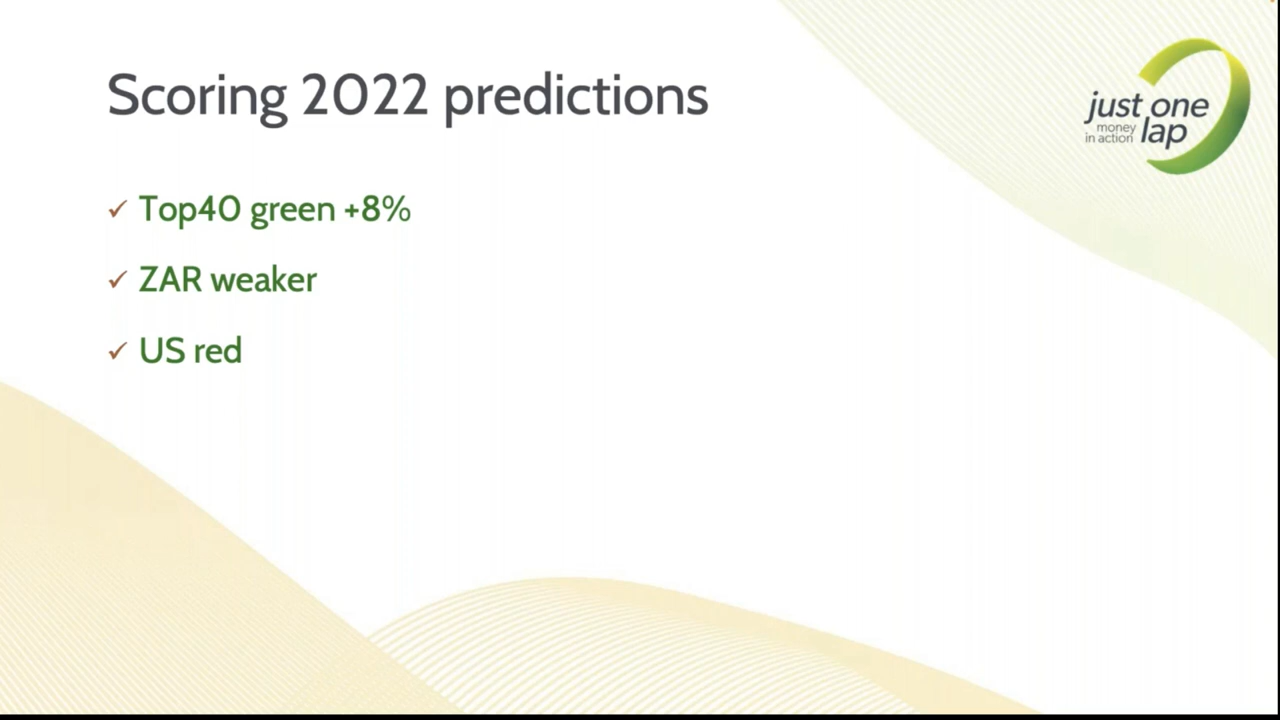 Scoring 2022 predictions
just one
money
in action lap
✓ Top40 green +8%
✓ ZAR weaker
✓ US red